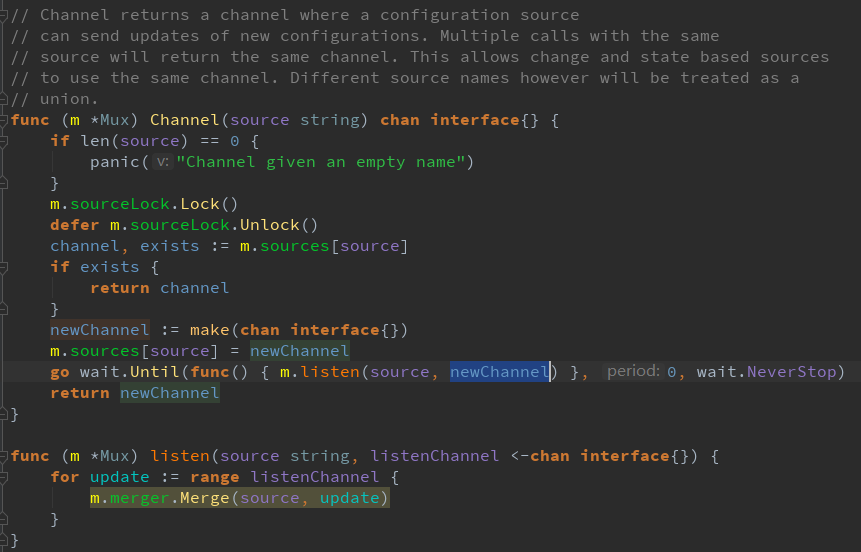 // Channel returns a channel where a configuration source
// can send updates of new configurations. Multiple calls with the same
// source will return the same channel. This allows change and state based sources
// to use the same channel. Different source names however will be treated as a
// union.
func (m *Mux) Channel(source string) chan interface{} {
    if len(source) == 0 {
        panic( v: "Channel given an empty name")
    }
    m.sourceLock.Lock()
    defer m.sourceLock.Unlock()
    channel, exists := m.sources[source]
    if exists {
        return channel
    }
    newChannel := make(chan interface{})
    m.sources[source] = newChannel
    go wait.Until(func() { m.listen(source, newChannel) }, period: 0, wait.NeverStop)
    return newChannel
}

func (m *Mux) listen(source string, listenChannel <-chan interface{}) {
    for update := range listenChannel {
        m.merger.Merge(source, update)
    }
}